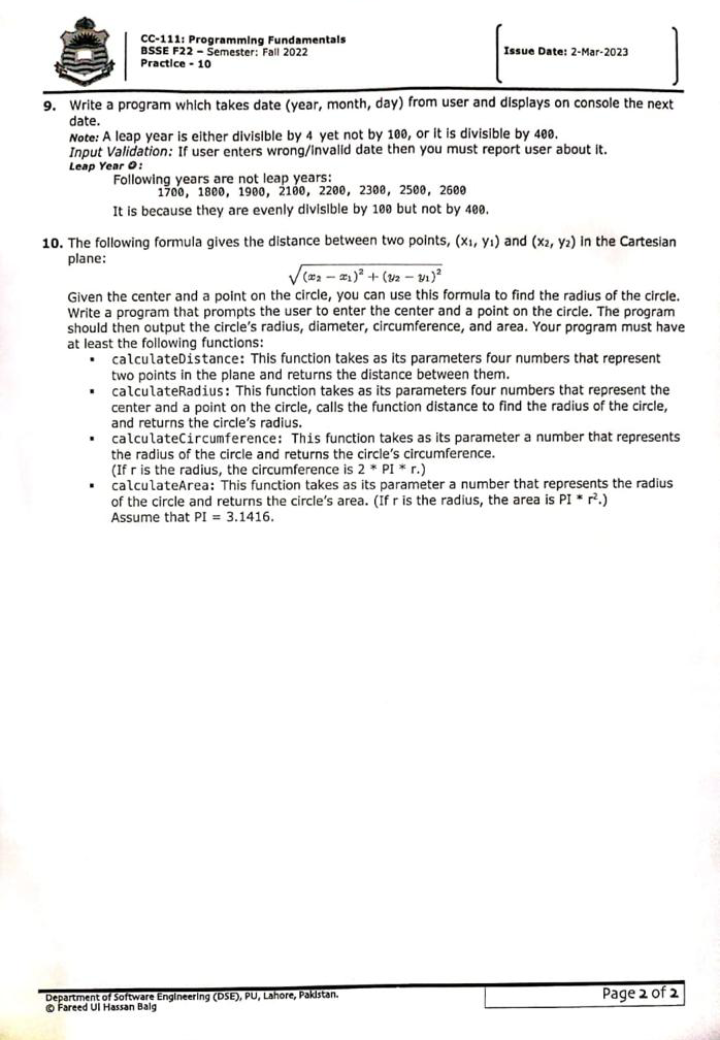 CC-111: Programming Fundamentals
BSSE F22 – Semester: Fall 2022
Practice - 10
Issue Date: 2-Mar-2023
9. Write a program which takes date (year, month, day) from user and displays on console the next
date.
Note: A leap year is either divisible by 4 yet not by 100, or it is divisible by 400.
Input Validation: If user enters wrong/invalid date then you must report user about it.
Leap Year :
Following years are not leap years:
1700, 1800, 1900, 2100, 2200, 2300, 2500, 2600
It is because they are evenly divisible by 100 but not by 400.
10. The following formula gives the distance between two points, (x₁, y₁) and (x₂, y₂) in the Cartesian
plane:
√(x₂ − x₁)² + (y₂ − y₁)²
Given the center and a point on the circle, you can use this formula to find the radius of the circle.
Write a program that prompts the user to enter the center and a point on the circle. The program
should then output the circle's radius, diameter, circumference, and area. Your program must have
at least the following functions:
▪ calculateDistance: This function takes as its parameters four numbers that represent
two points in the plane and returns the distance between them.
▪ calculateRadius: This function takes as its parameters four numbers that represent the
center and a point on the circle, calls the function distance to find the radius of the circle,
and returns the circle's radius.
▪ calculateCircumference: This function takes as its parameter a number that represents
the radius of the circle and returns the circle's circumference.
(If r is the radius, the circumference is 2 * PI * r.)
▪ calculateArea: This function takes as its parameter a number that represents the radius
of the circle and returns the circle's area. (If r is the radius, the area is PI * r².)
Assume that PI = 3.1416.
Department of Software Engineering (DSE), PU, Lahore, Pakistan.
© Fareed Ul Hassan Baig
Page 2 of 2